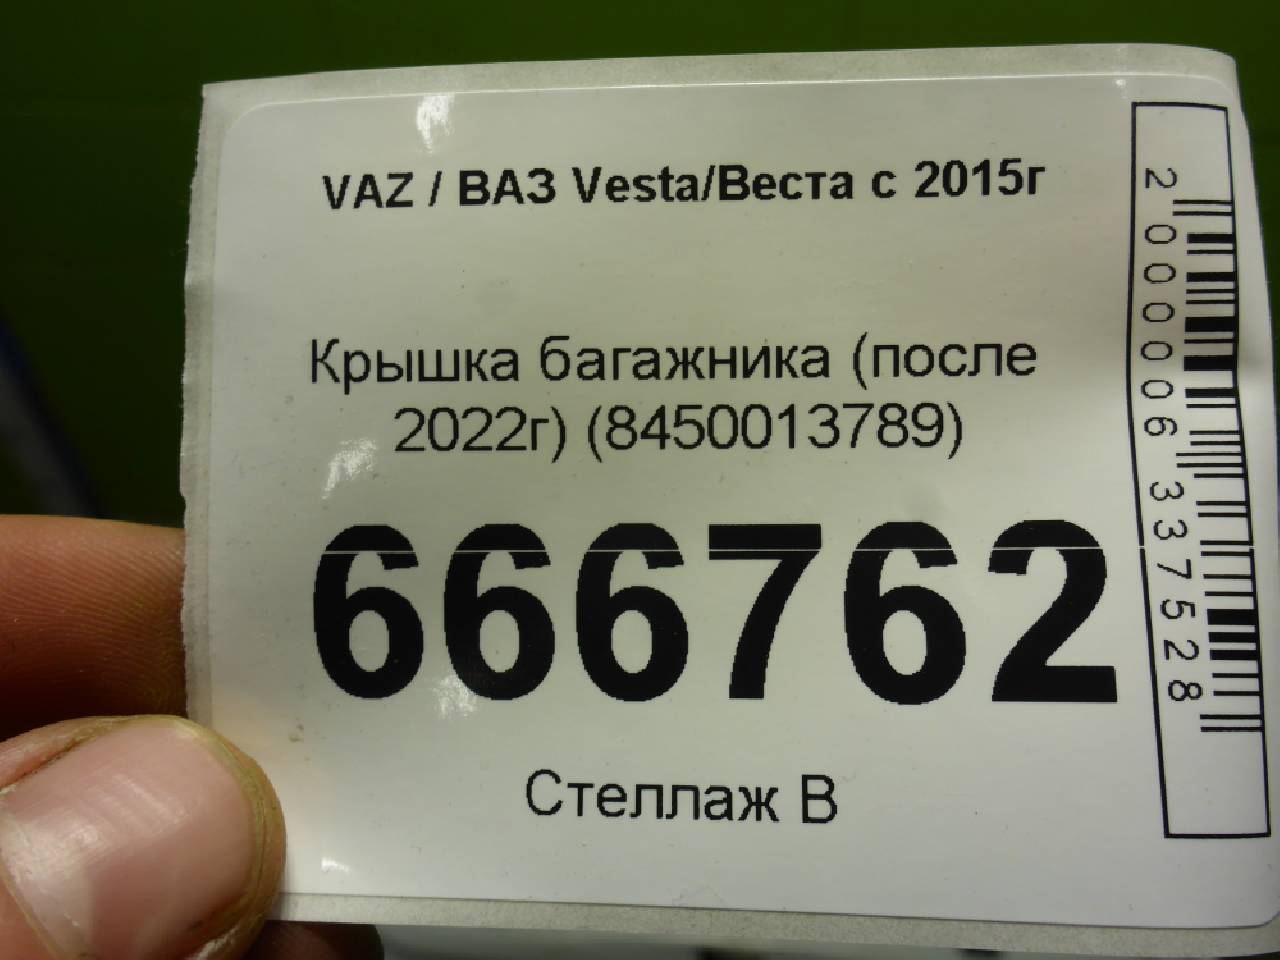 VAZ / ВАЗ Vesta/Веста с 2015г
Крышка багажника (после
2022г) (8450013789)
666762
Стеллаж B
2000006337528